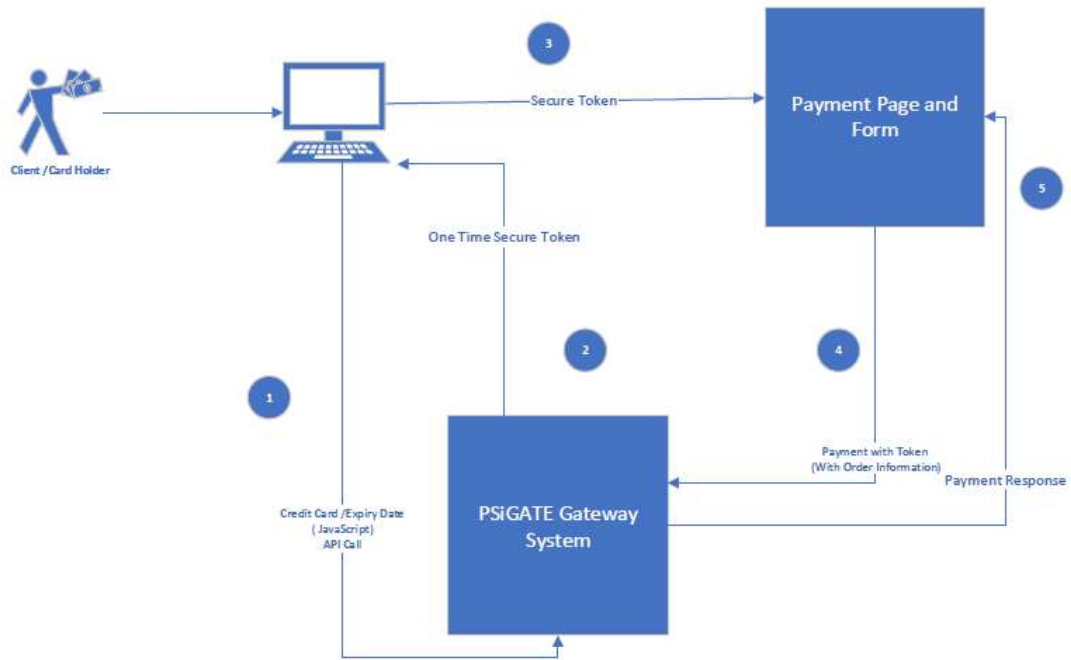 3
Secure Token
Payment Page and
Form
Client /Card Holder
5
One Time Secure Token
2
4
1
Payment with Token
(With Order Information)
Payment Response
Credit Card /Expiry Date
( JavaScript)
API Call
PSiGATE Gateway
System